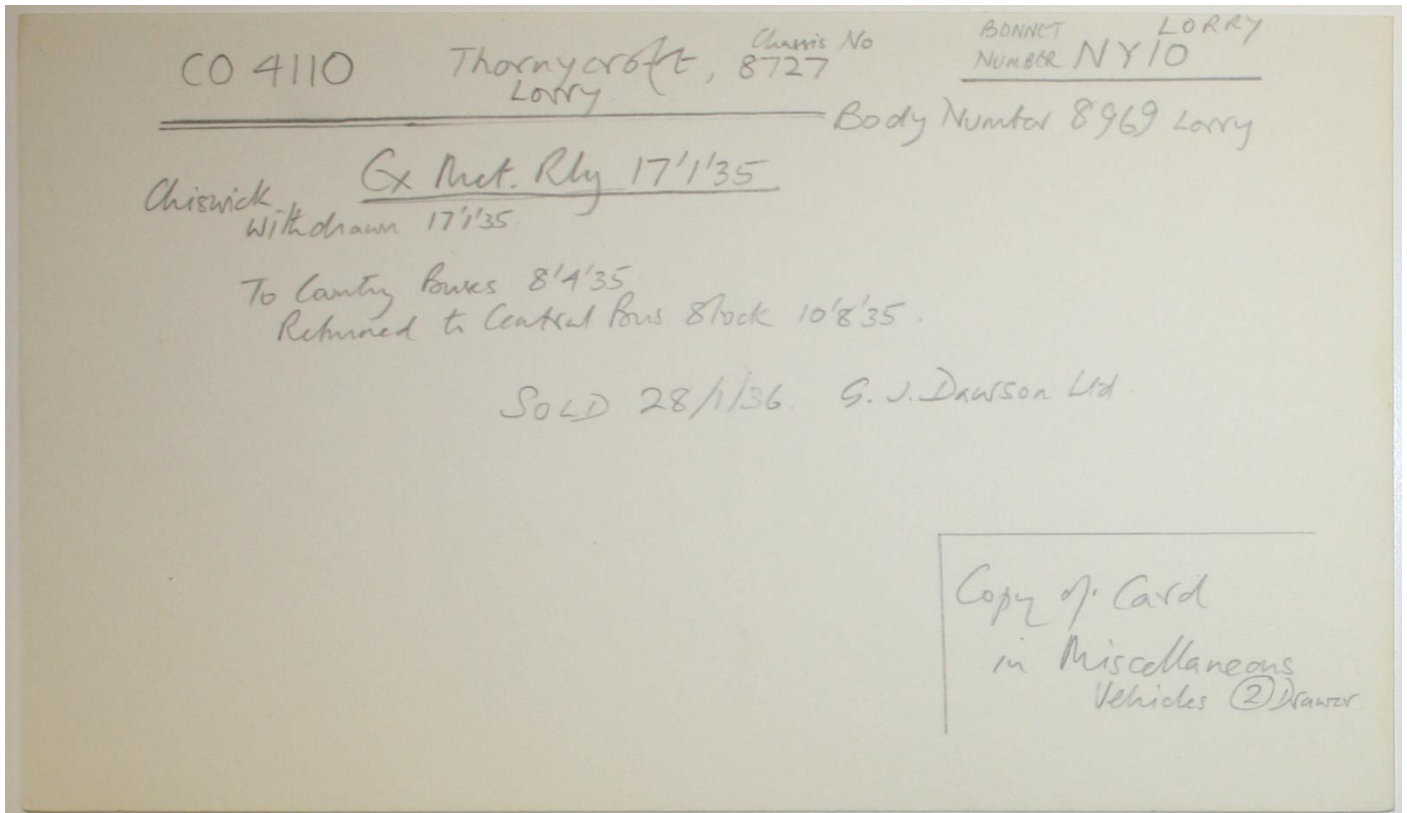 CO 4110 Thornycroft, Chassis No 8727
Lorry
BONNET NUMBER NY10 LORRY
Body Number 8969 Lorry
Ex Met. Rly 17'1'35
Chiswick
Withdrawn 17'1'35
To Country Buses 8'4'35
Returned to Central Bus Stock 10'8'35.
SOLD 28/1/36. G. J. Dawson Ltd.
Copy of Card
in Miscellaneous
Vehicles ② Drawer